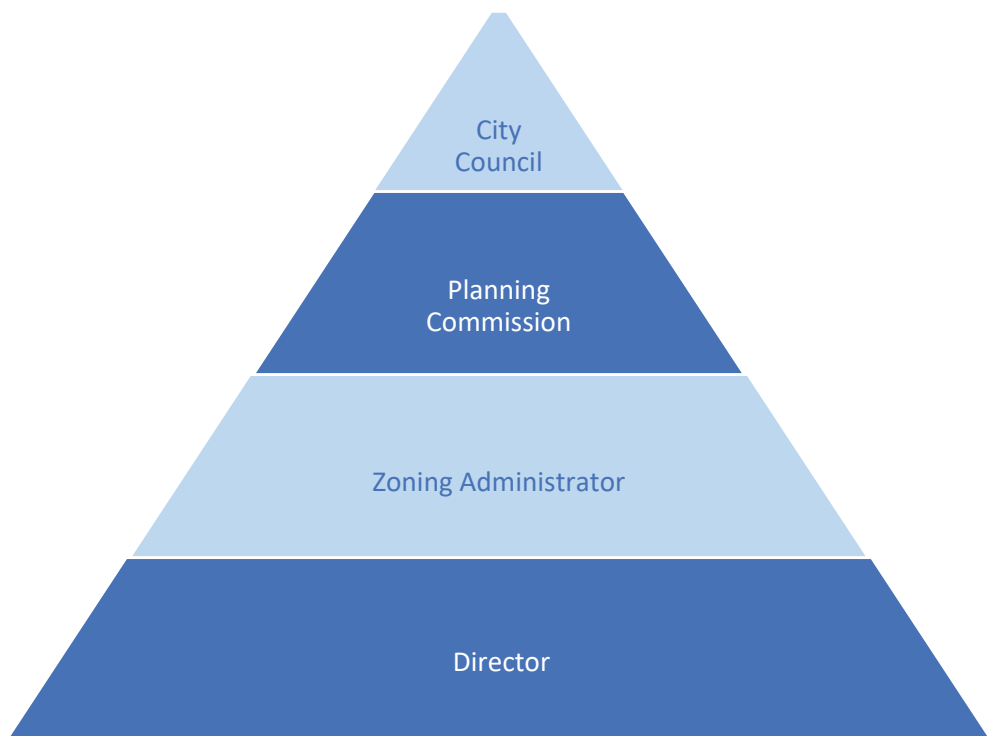 City
Council
Planning
Commission
Zoning Administrator
Director